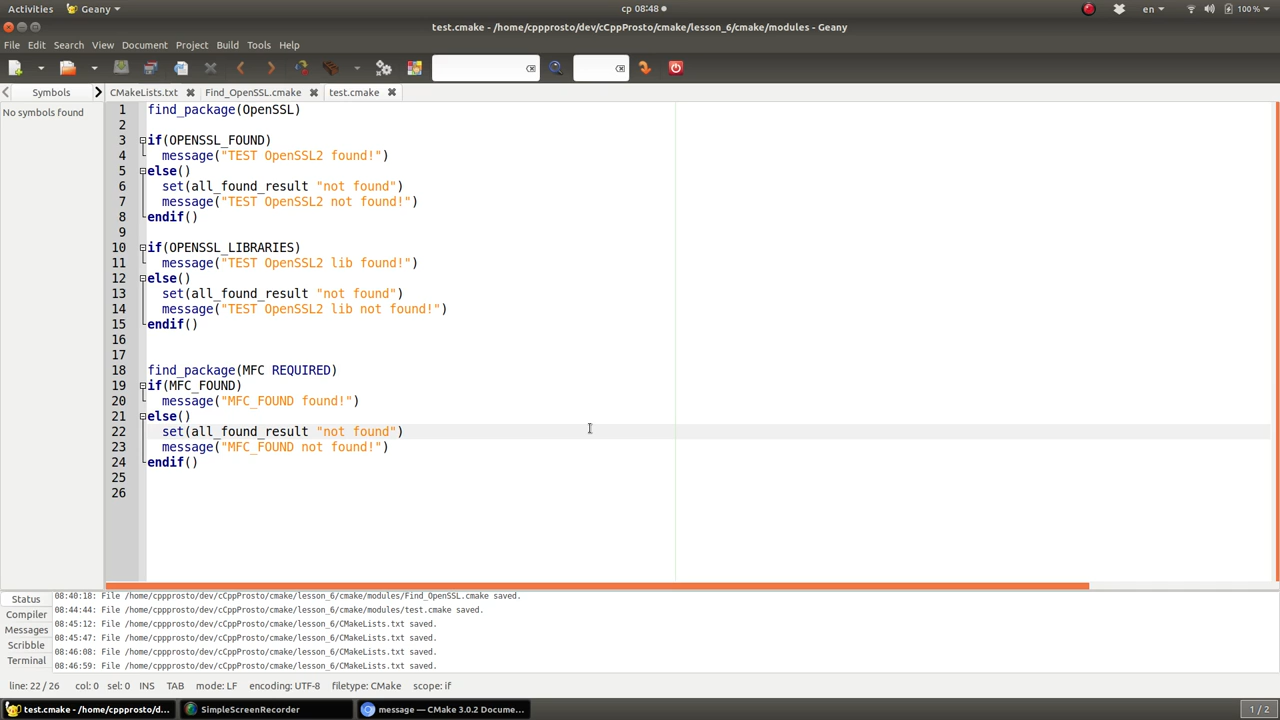 Activities Geany ▾ ср 08:48 ● en ▾ 100 % ▾
test.cmake - /home/cppprosto/dev/cCppProsto/cmake/lesson_6/cmake/modules - Geany
File Edit Search View Document Project Build Tools Help
Symbols CMakeLists.txt Find_OpenSSL.cmake test.cmake
No symbols found
1 find_package(OpenSSL)
2
3 if(OPENSSL_FOUND)
4 message("TEST OpenSSL2 found!")
5 else()
6 set(all_found_result "not found")
7 message("TEST OpenSSL2 not found!")
8 endif()
9
10 if(OPENSSL_LIBRARIES)
11 message("TEST OpenSSL2 lib found!")
12 else()
13 set(all_found_result "not found")
14 message("TEST OpenSSL2 lib not found!")
15 endif()
16
17
18 find_package(MFC REQUIRED)
19 if(MFC_FOUND)
20 message("MFC_FOUND found!")
21 else()
22 set(all_found_result "not found")
23 message("MFC_FOUND not found!")
24 endif()
25
26
Status
Compiler
Messages
Scribble
Terminal
08:40:18: File /home/cppprosto/dev/cCppProsto/cmake/lesson_6/cmake/modules/Find_OpenSSL.cmake saved.
08:44:44: File /home/cppprosto/dev/cCppProsto/cmake/lesson_6/cmake/modules/test.cmake saved.
08:45:12: File /home/cppprosto/dev/cCppProsto/cmake/lesson_6/CMakeLists.txt saved.
08:45:47: File /home/cppprosto/dev/cCppProsto/cmake/lesson_6/CMakeLists.txt saved.
08:46:08: File /home/cppprosto/dev/cCppProsto/cmake/lesson_6/CMakeLists.txt saved.
08:46:59: File /home/cppprosto/dev/cCppProsto/cmake/lesson_6/CMakeLists.txt saved.
line: 22 / 26 col: 0 sel: 0 INS TAB mode: LF encoding: UTF-8 filetype: CMake scope: if
test.cmake - /home/cppprosto/d... SimpleScreenRecorder message — CMake 3.0.2 Docume... 1 / 2